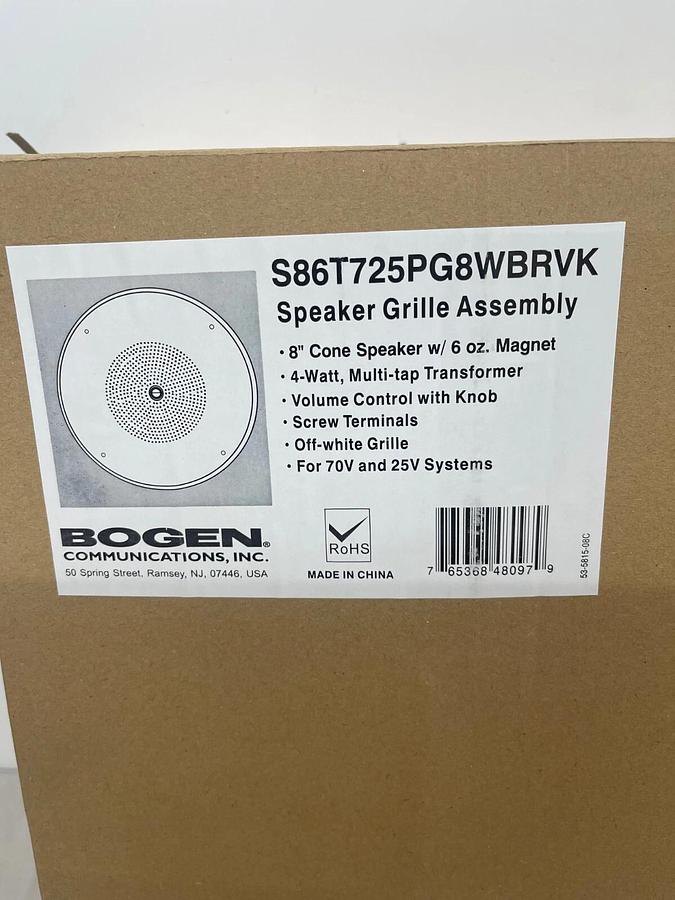 S86T725PG8WBRVK
Speaker Grille Assembly
• 8" Cone Speaker w/ 6 oz. Magnet
• 4-Watt, Multi-tap Transformer
• Volume Control with Knob
• Screw Terminals
• Off-white Grille
• For 70V and 25V Systems
BOGEN®
COMMUNICATIONS, INC.
50 Spring Street, Ramsey, NJ, 07446, USA
RoHS
MADE IN CHINA
7 65368 48097 9
53-5815-08C